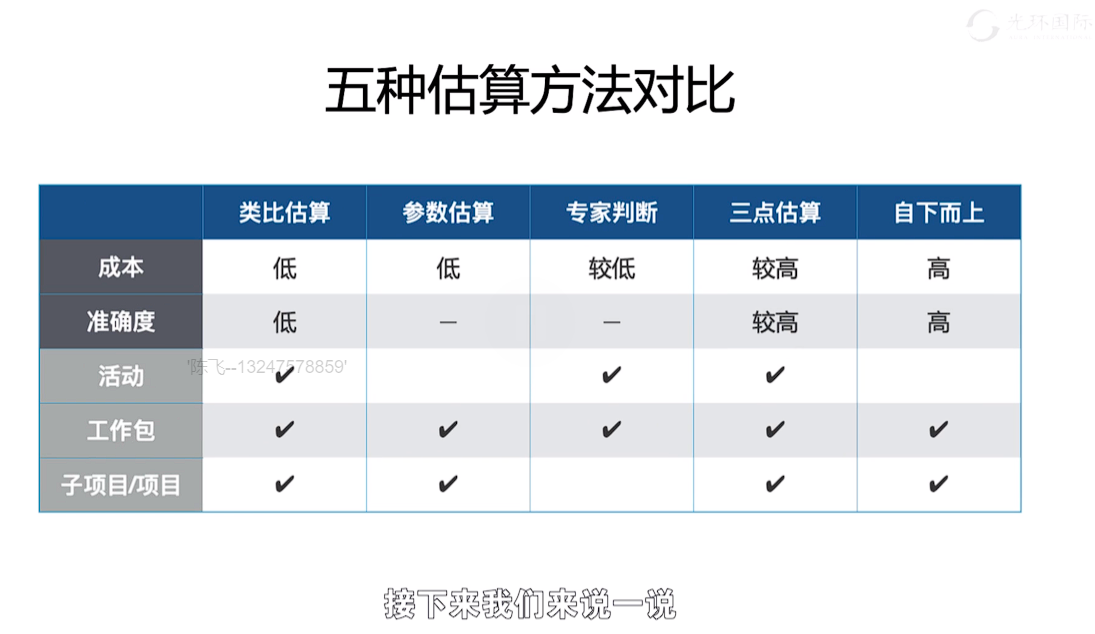 光环国际
五种估算方法对比
类比估算 参数估算 专家判断 三点估算 自下而上
成本 低 低 较低 较高 高
准确度 低 — — 较高 高
'陈飞--13247578859'
活动 ✔ ✔ ✔
工作包 ✔ ✔ ✔ ✔ ✔
子项目/项目 ✔ ✔ ✔ ✔
接下来我们来说一说